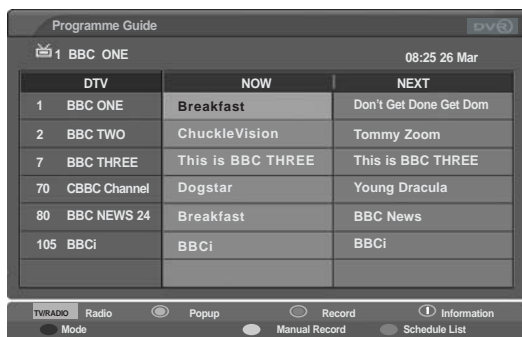 Programme Guide DVR
1 BBC ONE 08:25 26 Mar
DTV NOW NEXT
1 BBC ONE Breakfast Don't Get Done Get Dom
2 BBC TWO ChuckleVision Tommy Zoom
7 BBC THREE This is BBC THREE This is BBC THREE
70 CBBC Channel Dogstar Young Dracula
80 BBC NEWS 24 Breakfast BBC News
105 BBCi BBCi BBCi
TV/RADIO Radio Popup Record Information
Mode Manual Record Schedule List